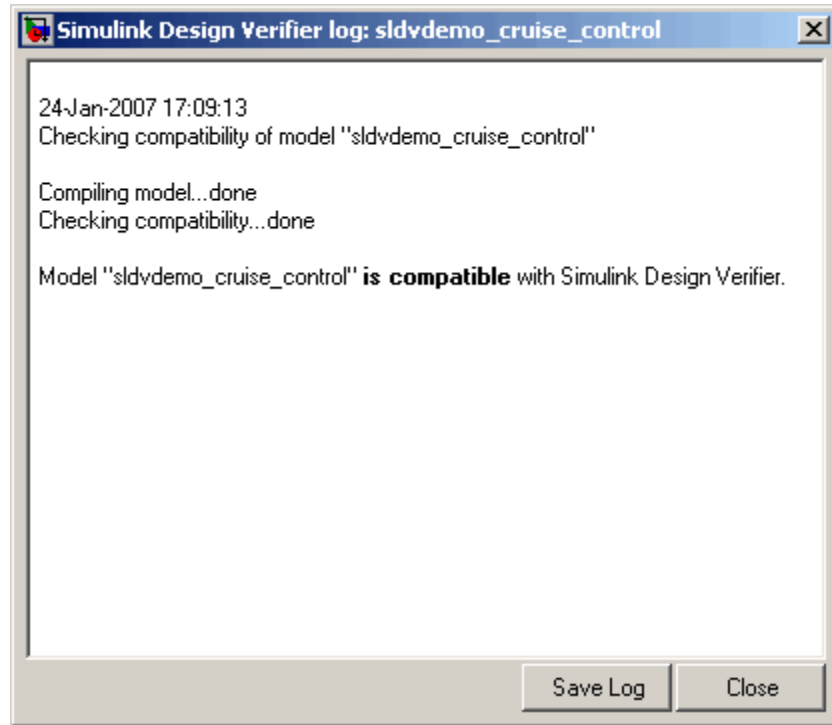 Simulink Design Verifier log: sldvdemo_cruise_control
24-Jan-2007 17:09:13
Checking compatibility of model "sldvdemo_cruise_control"
Compiling model...done
Checking compatibility...done
Model "sldvdemo_cruise_control" is compatible with Simulink Design Verifier.
Save Log
Close